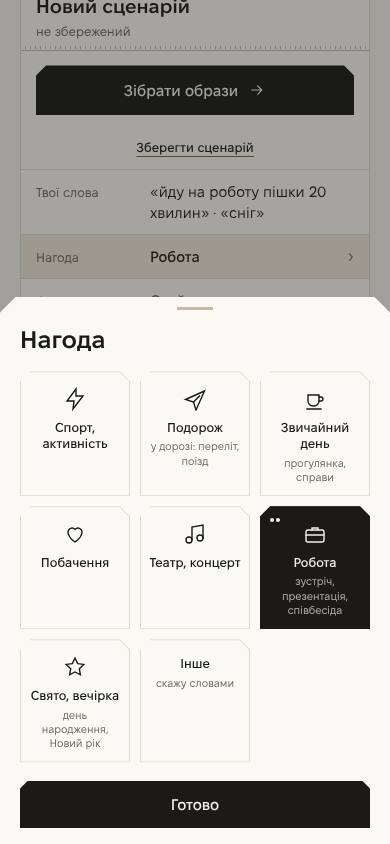 Новий сценарій
не збережений
Зібрати образи →
Зберегти сценарій
Твої слова
«йду на роботу пішки 20
хвилин» · «сніг»
Нагода
Робота
Нагода
Спорт,
активність
Подорож
у дорозі: переліт,
поїзд
Звичайний
день
прогулянка,
справи
Побачення
Театр, концерт
Робота
зустріч,
презентація,
співбесіда
Свято, вечірка
день
народження,
Новий рік
Інше
скажу словами
Готово